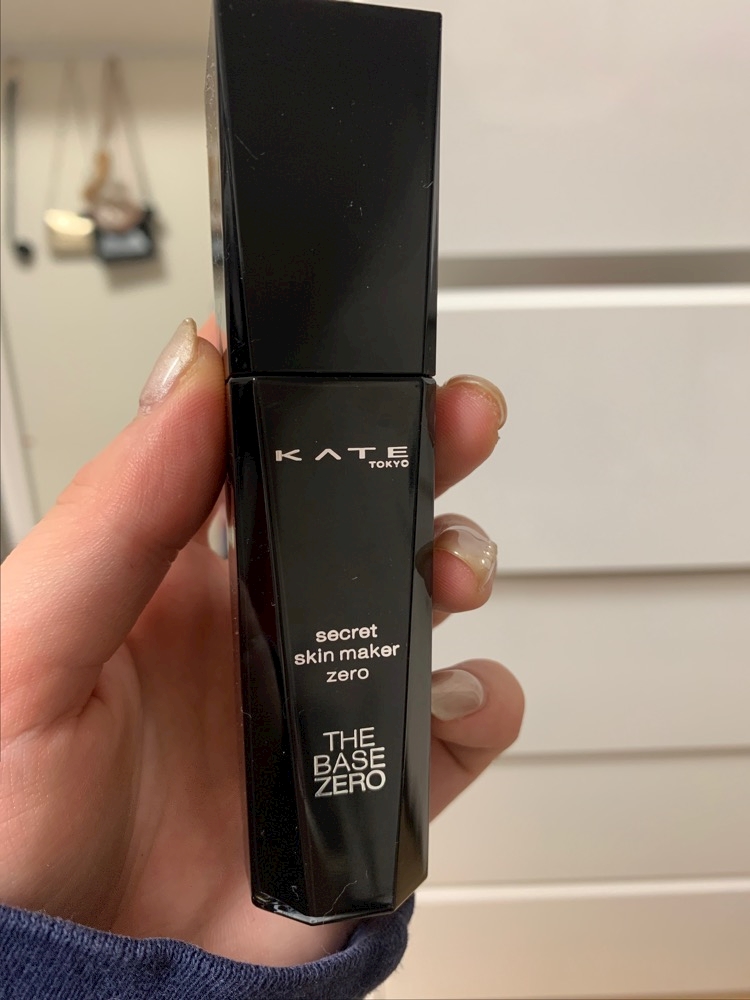 KATE
TOKYO
secret
skin maker
zero
THE
BASE
ZERO